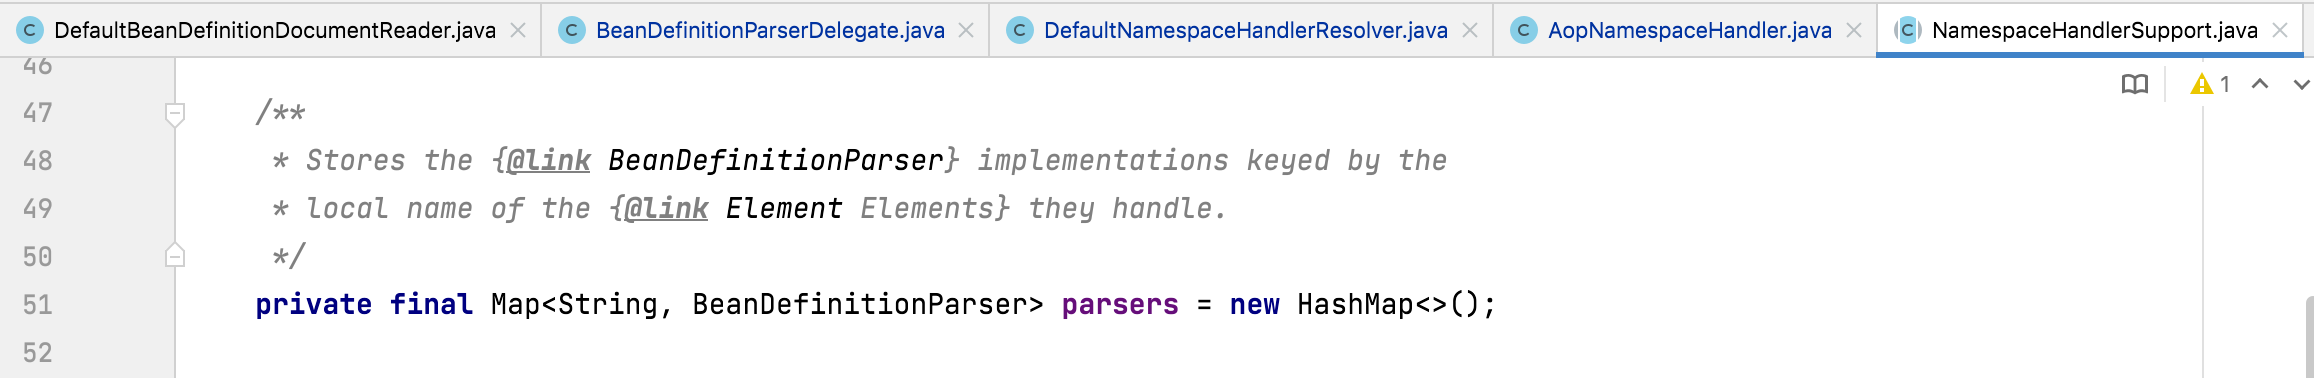 DefaultBeanDefinitionDocumentReader.java BeanDefinitionParserDelegate.java DefaultNamespaceHandlerResolver.java AopNamespaceHandler.java NamespaceHandlerSupport.java
46
1
47 /**
48 * Stores the {@link BeanDefinitionParser} implementations keyed by the
49 * local name of the {@link Element Elements} they handle.
50 */
51 private final Map<String, BeanDefinitionParser> parsers = new HashMap<>();
52